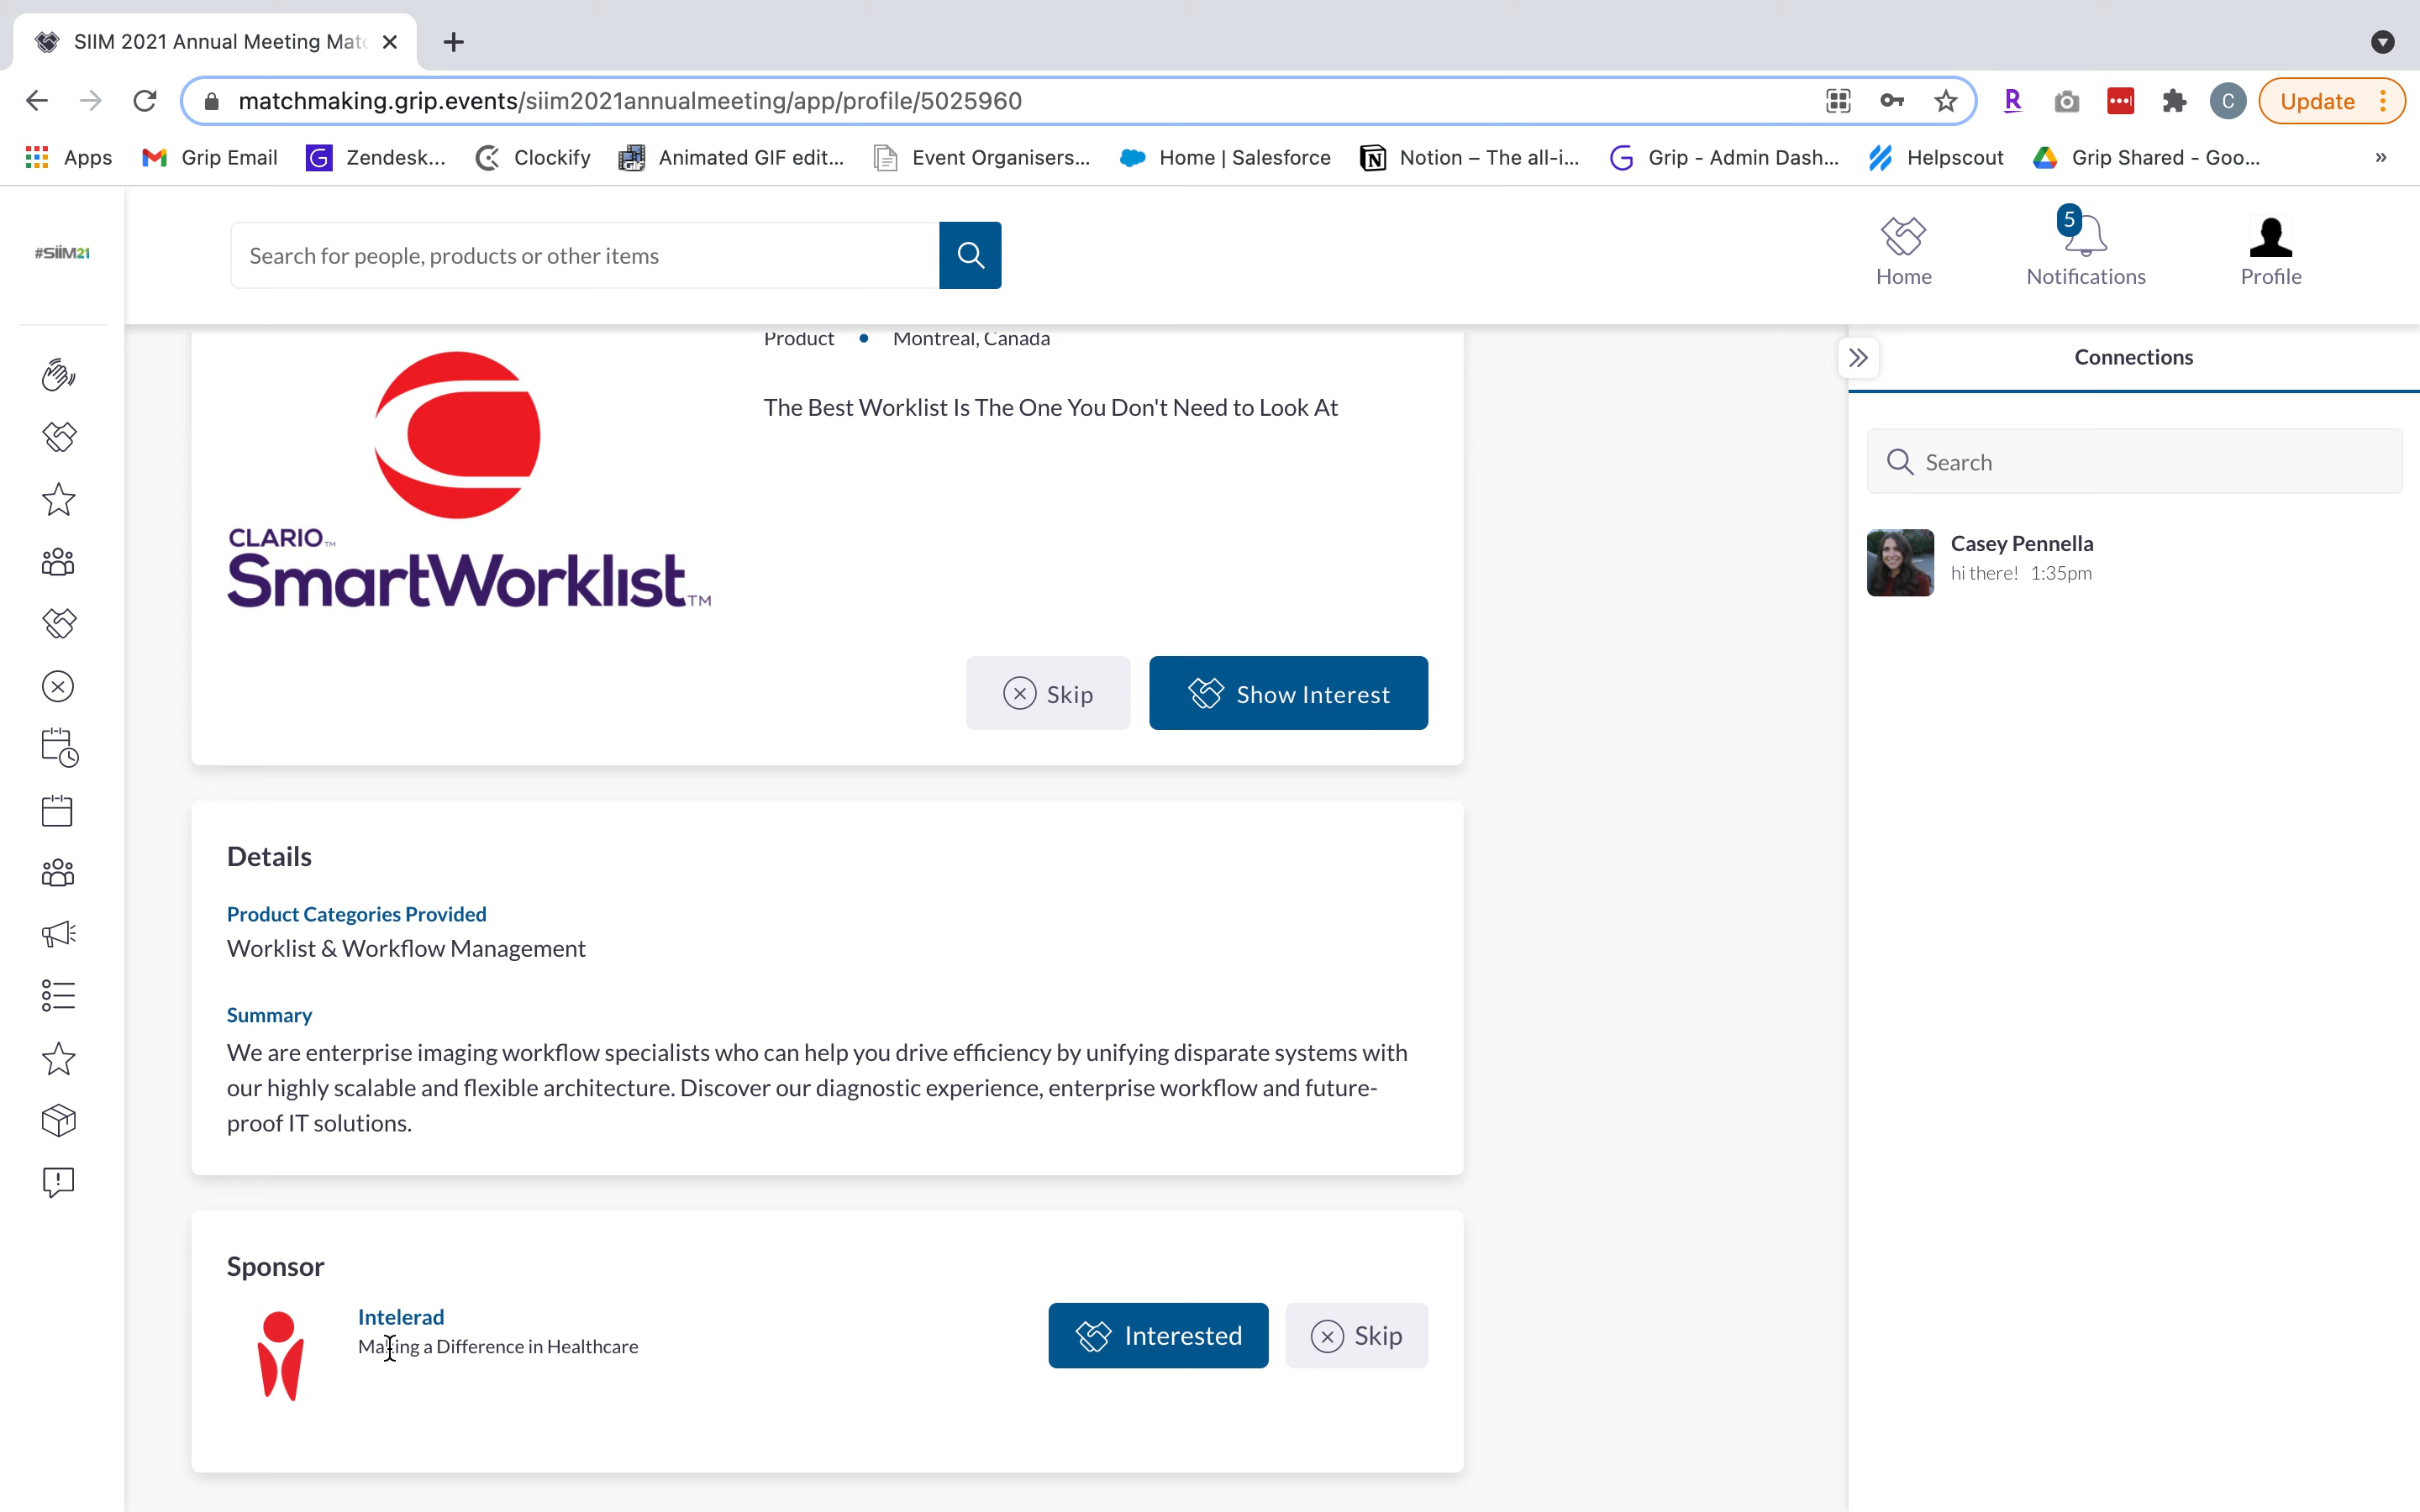 SIIM 2021 Annual Meeting Matc
matchmaking.grip.events/siim2021annualmeeting/app/profile/5025960
R
C
Update
Apps
Grip Email
Zendesk...
Clockify
Animated GIF edit...
Event Organisers...
Home | Salesforce
Notion – The all-i...
Grip - Admin Dash...
Helpscout
Grip Shared - Goo...
»
#SIIM21
Search for people, products or other items
Home
5
Notifications
Profile
Product • Montreal, Canada
The Best Worklist Is The One You Don't Need to Look At
CLARIO™
SmartWorklist™
Skip
Show Interest
Details
Product Categories Provided
Worklist & Workflow Management
Summary
We are enterprise imaging workflow specialists who can help you drive efficiency by unifying disparate systems with
our highly scalable and flexible architecture. Discover our diagnostic experience, enterprise workflow and future-
proof IT solutions.
Sponsor
Intelerad
Making a Difference in Healthcare
Interested
Skip
Connections
Search
Casey Pennella
hi there! 1:35pm